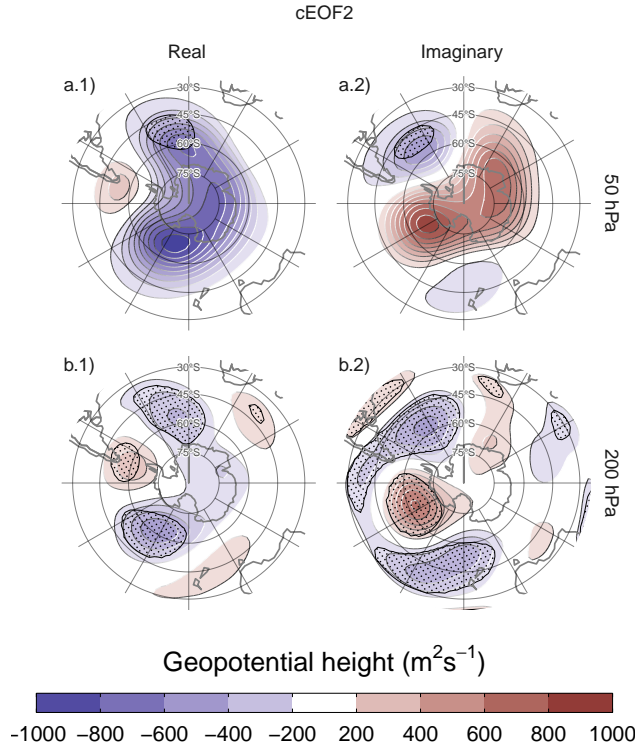 cEOF2
Real
Imaginary
a.1)
30°S
45°S
60°S
75°S
a.2)
30°S
45°S
60°S
75°S
50 hPa
b.1)
30°S
45°S
60°S
75°S
b.2)
30°S
45°S
60°S
75°S
200 hPa
Geopotential height (m²s⁻¹)
−1000 −800 −600 −400 −200 200 400 600 800 1000